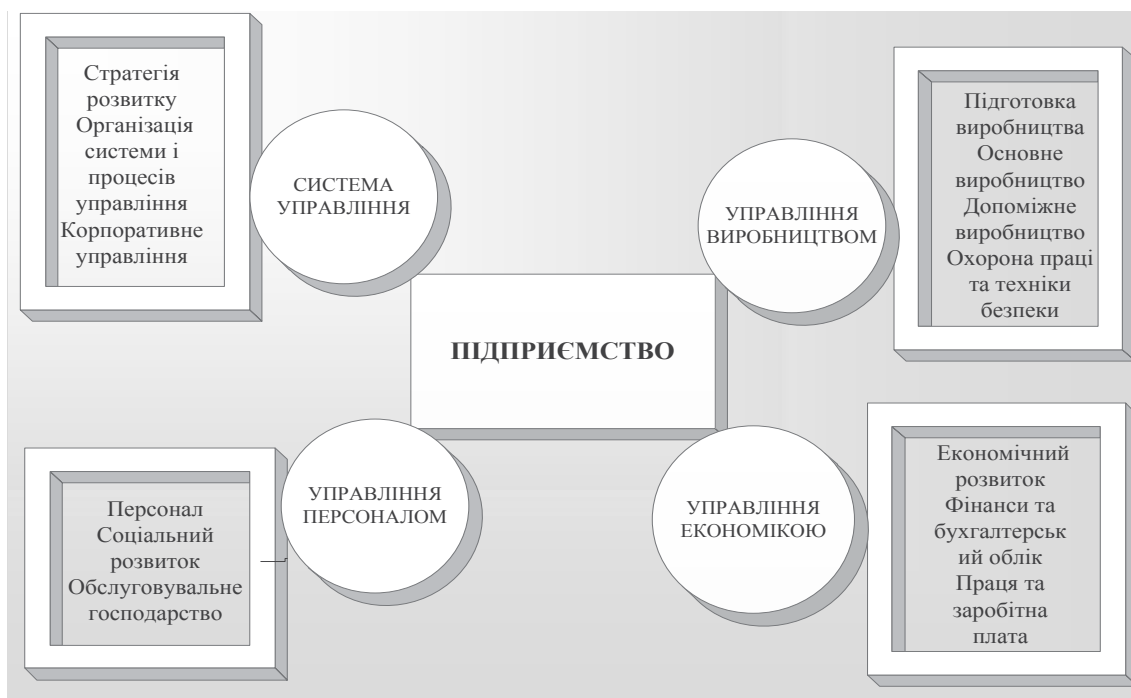 Стратегія
розвитку
Організація
системи і
процесів
управління
Корпоративне
управління
СИСТЕМА
УПРАВЛІННЯ
УПРАВЛІННЯ
ВИРОБНИЦТВОМ
Підготовка
виробництва
Основне
виробництво
Допоміжне
виробництво
Охорона праці
та техніки
безпеки
ПІДПРИЄМСТВО
Персонал
Соціальний
розвиток
Обслуговувальне
господарство
УПРАВЛІННЯ
ПЕРСОНАЛОМ
УПРАВЛІННЯ
ЕКОНОМІКОЮ
Економічний
розвиток
Фінанси та
бухгалтерськ
ий облік
Праця та
заробітна
плата